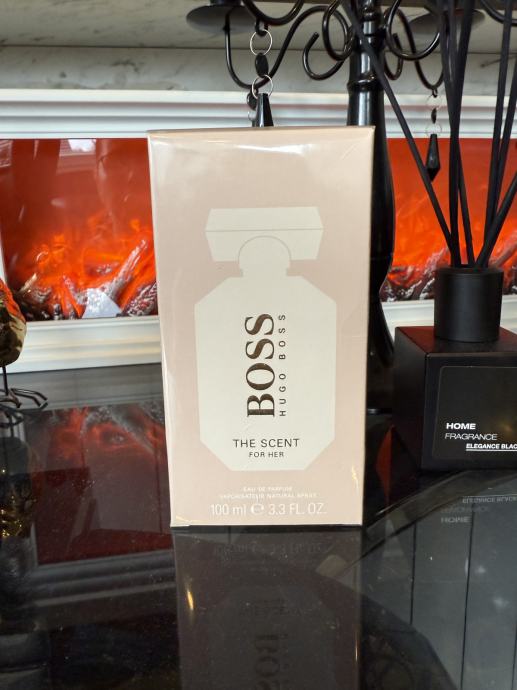 BOSS
HUGO BOSS
THE SCENT
FOR HER
EAU DE PARFUM
VAPORISATEUR NATURAL SPRAY
100 ml ℮ 3.3 FL. OZ.
HOME
FRAGRANCE
ELEGANCE BLAC